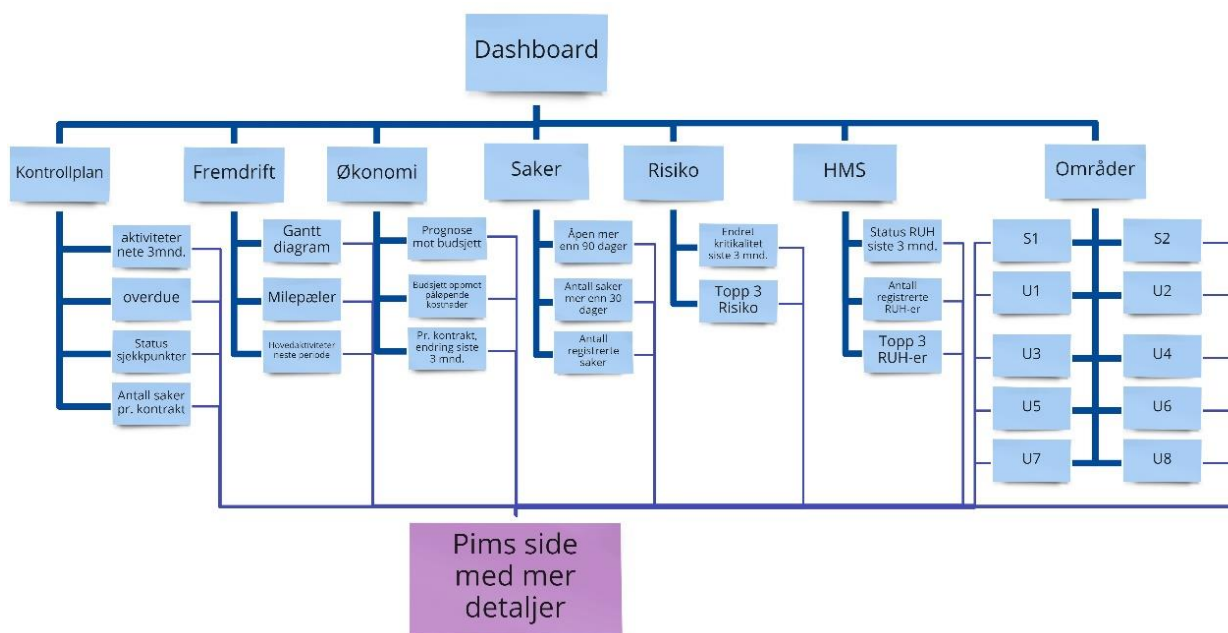 Dashboard
Kontrollplan
Fremdrift
Økonomi
Saker
Risiko
HMS
Områder
aktiviteter
nete 3mnd.
overdue
Status
sjekkpunkter
Antall saker
pr. kontrakt
Gantt
diagram
Milepæler
Hovedaktiviteter
neste periode
Prognose
mot budsjett
Budsjett oppmot
påløpende
kostnader
Pr. kontrakt,
endring siste
3 mnd.
Åpen mer
enn 90 dager
Antall saker
mer enn 30
dager
Antall
registrerte
saker
Endret
kritikalitet
siste 3 mnd.
Topp 3
Risiko
Status RUH
siste 3 mnd.
Antall
registrerte
RUH-er
Topp 3
RUH-er
S1
S2
U1
U2
U3
U4
U5
U6
U7
U8
Pims side
med mer
detaljer